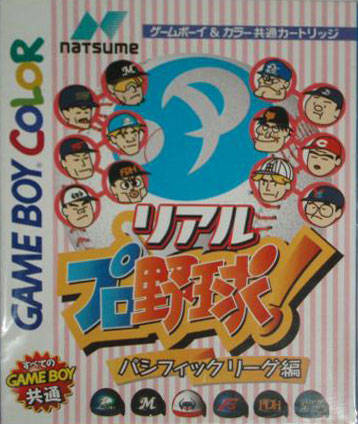 natsume
ゲームボーイ&カラー共通カートリッジ
GAME BOY COLOR
リアル
プロ野球!
パシフィックリーグ編
すべての
GAME BOY
共通
M
FDH